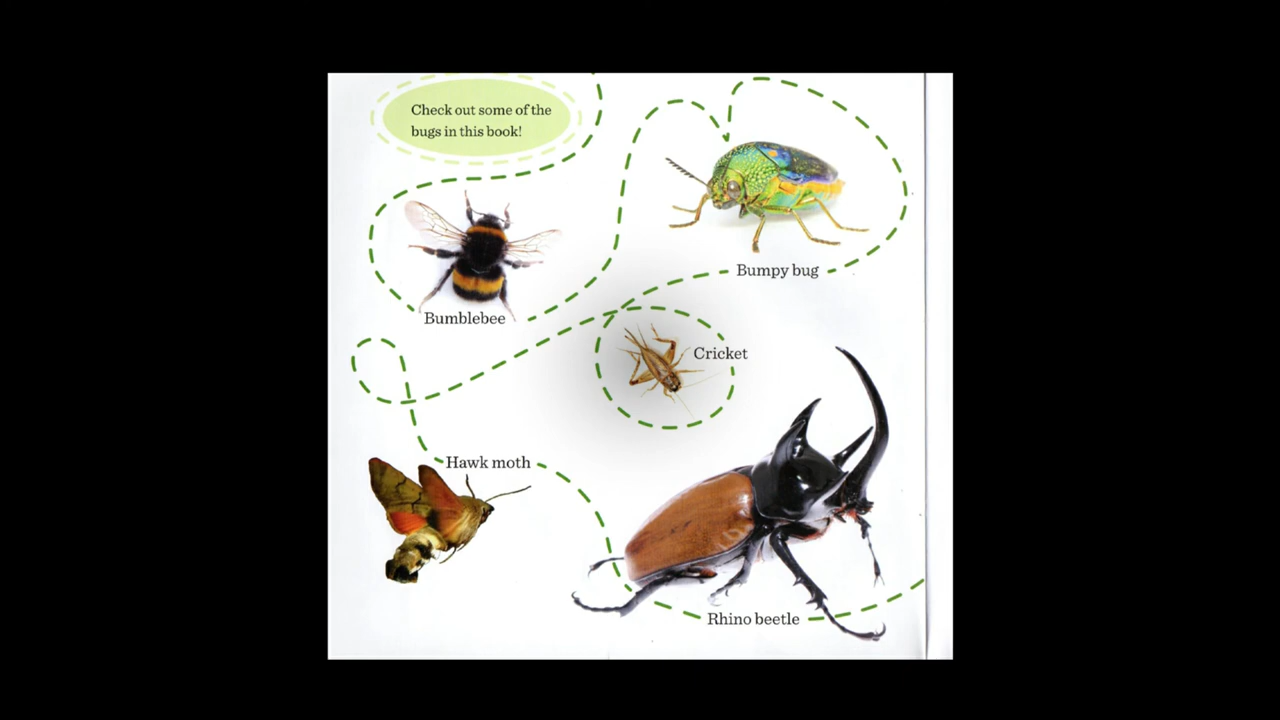 Check out some of the
bugs in this book!
Bumpy bug
Bumblebee
Cricket
Hawk moth
Rhino beetle